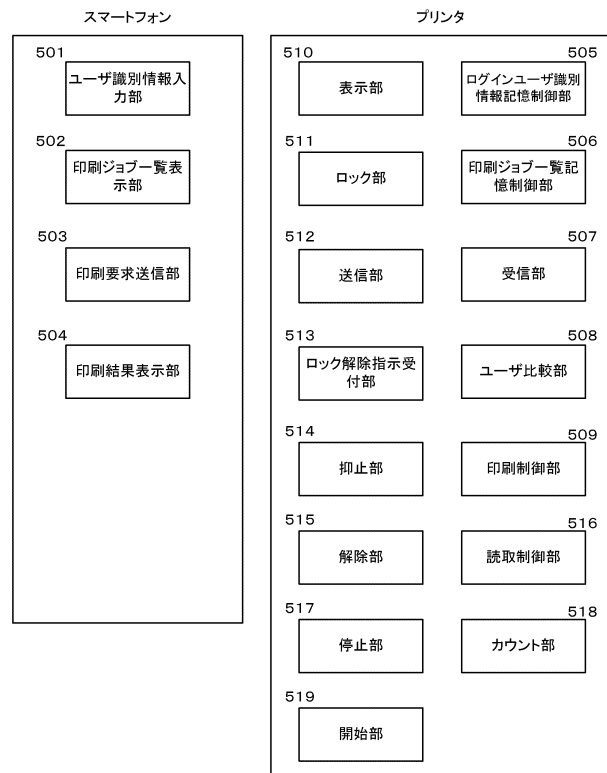 スマートフォン
501
ユーザ識別情報入
力部
502
印刷ジョブ一覧表
示部
503
印刷要求送信部
504
印刷結果表示部
プリンタ
510
表示部
505
ログインユーザ識別
情報記憶制御部
511
ロック部
506
印刷ジョブ一覧記
憶制御部
512
送信部
507
受信部
513
ロック解除指示受
付部
508
ユーザ比較部
514
抑止部
509
印刷制御部
515
解除部
516
読取制御部
517
停止部
518
カウント部
519
開始部